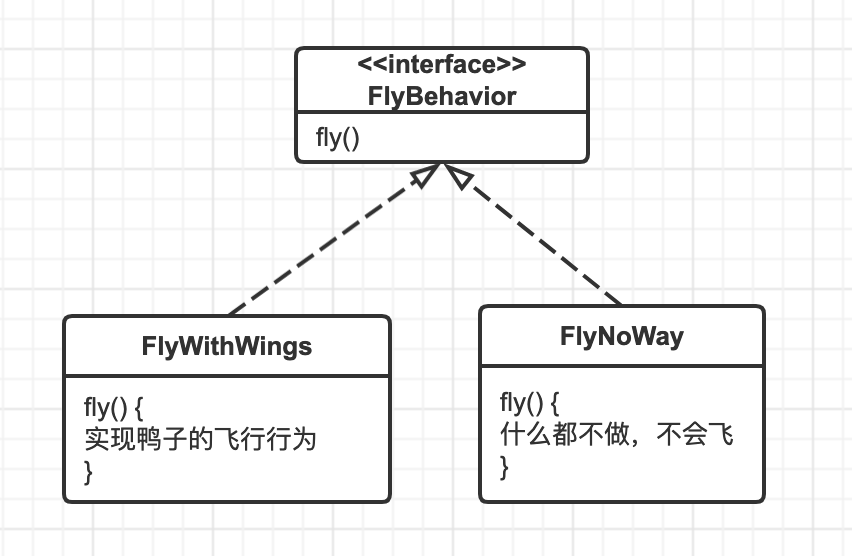 <<interface>>
FlyBehavior
fly()
FlyWithWings
fly() {
实现鸭子的飞行行为
}
FlyNoWay
fly() {
什么都不做，不会飞
}